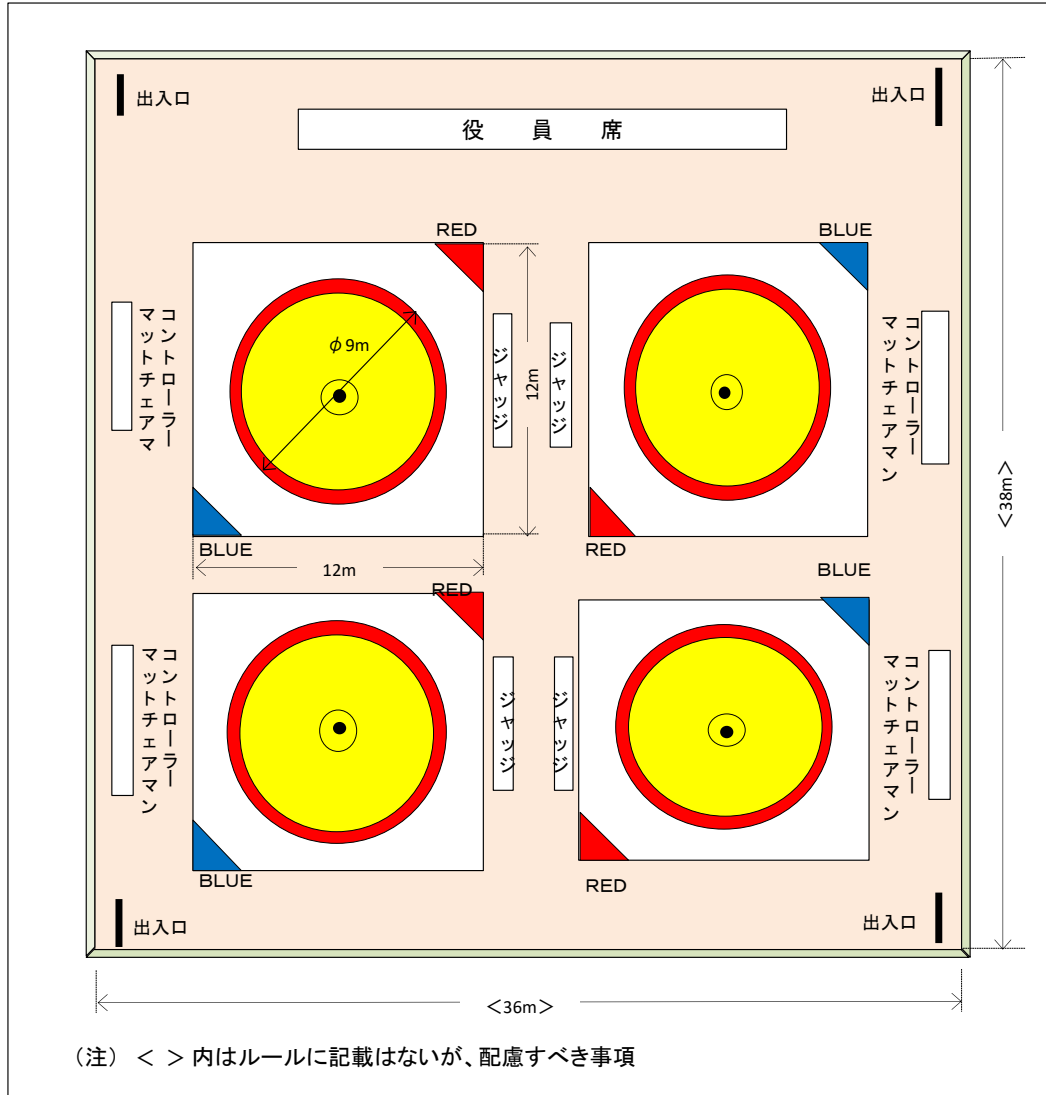 出入口
出入口
役 員 席
RED
BLUE
コントローラー
マットチェアマ
φ9m
ジャッジ
12m
ジャッジ
コントローラー
マットチェアマン
BLUE
12m
RED
RED
BLUE
<38m>
コントローラー
マットチェアマン
ジャッジ
ジャッジ
コントローラー
マットチェアマン
BLUE
RED
出入口
出入口
<36m>
(注) < > 内はルールに記載はないが、配慮すべき事項